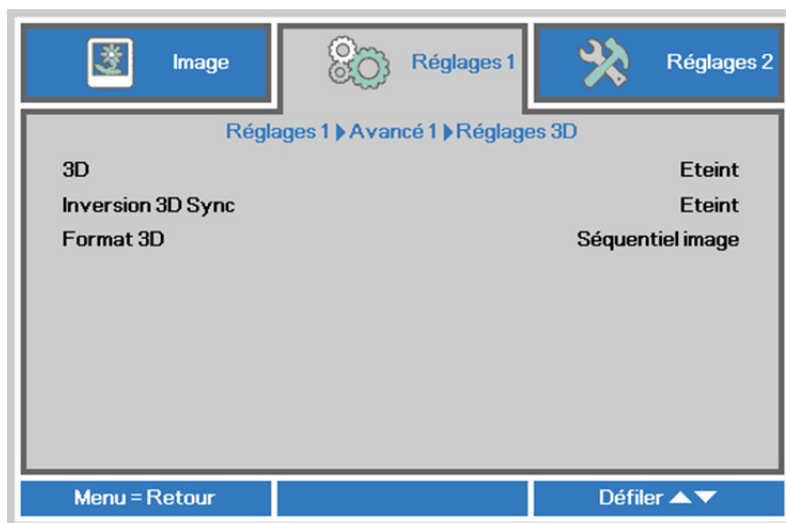 Image
Réglages 1
Réglages 2
Réglages 1 ▶ Avancé 1 ▶ Réglages 3D
3D Eteint
Inversion 3D Sync Eteint
Format 3D Séquentiel image
Menu = Retour
Défiler ▲▼